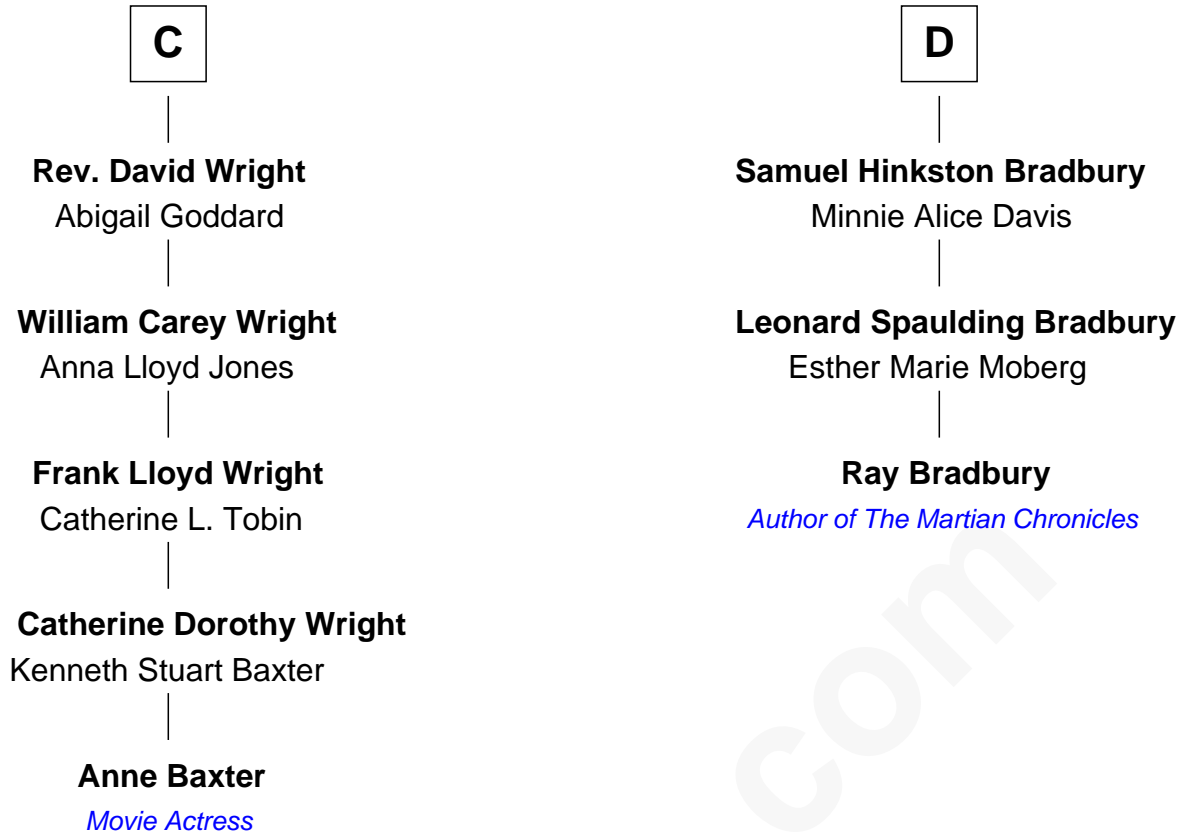 C
Rev. David Wright
Abigail Goddard
William Carey Wright
Anna Lloyd Jones
Frank Lloyd Wright
Catherine L. Tobin
Catherine Dorothy Wright
Kenneth Stuart Baxter
Anne Baxter
Movie Actress
D
Samuel Hinkston Bradbury
Minnie Alice Davis
Leonard Spaulding Bradbury
Esther Marie Moberg
Ray Bradbury
Author of The Martian Chronicles
com